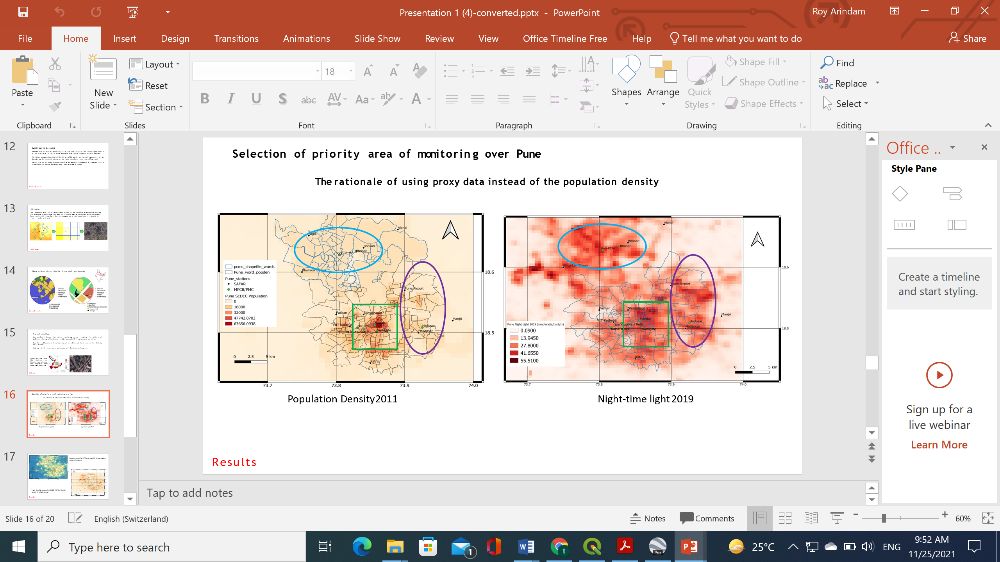 Presentation 1 (4)-converted.pptx - PowerPoint
Roy Arindam
File Home Insert Design Transitions Animations Slide Show Review View Office Timeline Free Help Tell me what you want to do Share
Paste
Clipboard
New Slide
Layout
Reset
Section
Slides
18
B I U S abc AV Aa A
Font
Paragraph
Shapes Arrange Quick Styles
Shape Fill
Shape Outline
Shape Effects
Drawing
Find
Replace
Select
Editing
12
Questions to be asked
13
14
15
16
17
Selection of priority area of monitoring over Pune
The rationale of using proxy data instead of the population density
Nigdi
Alandi
Bhosari
Bhosari
BoB-PCMC
Bhumkar Chowk
pcmc_shapefile_words
Pune_word_popden
Pune_stations
SAFAR
MPCB/PMC
Pune SEDEC Population
0
16000
32000
47742.0703
63656.0938
Pune Airport
Pashan
Shivajinagar?
MIT Kothrud
Nal Stop
Mandai
Karve Road
Swargate
Hadpsar
Hadapsar
Manjri
Katraj
0 2.5 5 km
18.6
18.5
73.7 73.8 73.9 74.0
Population Density2011
Alandi
Bhosari
Bhosari
BoB-PCMC
Bhumkar Chowk
Pune Airport
Pashan
Shivajinagar?
MIT Kothrud
Mandai
Nal Stop
Navi Peth
Karve Road
Swargate
Hadpsar
Hadapsar
Manjri
Katraj
Pune Night Light 2019 (nanoWatts/cm2/sr)
0.0900
13.9450
27.8000
41.6550
55.5100
0 2.5 5 km
18.6
18.5
73.7 73.8 73.9 74.0
Night-time light 2019
Results
Tap to add notes
Office ..
Style Pane
Create a timeline
and start styling.
Sign up for a
live webinar
Learn More
Slide 16 of 20 English (Switzerland) Notes Comments 60%
Type here to search
1
Pro
25°C
ENG
9:52 AM
11/25/2021